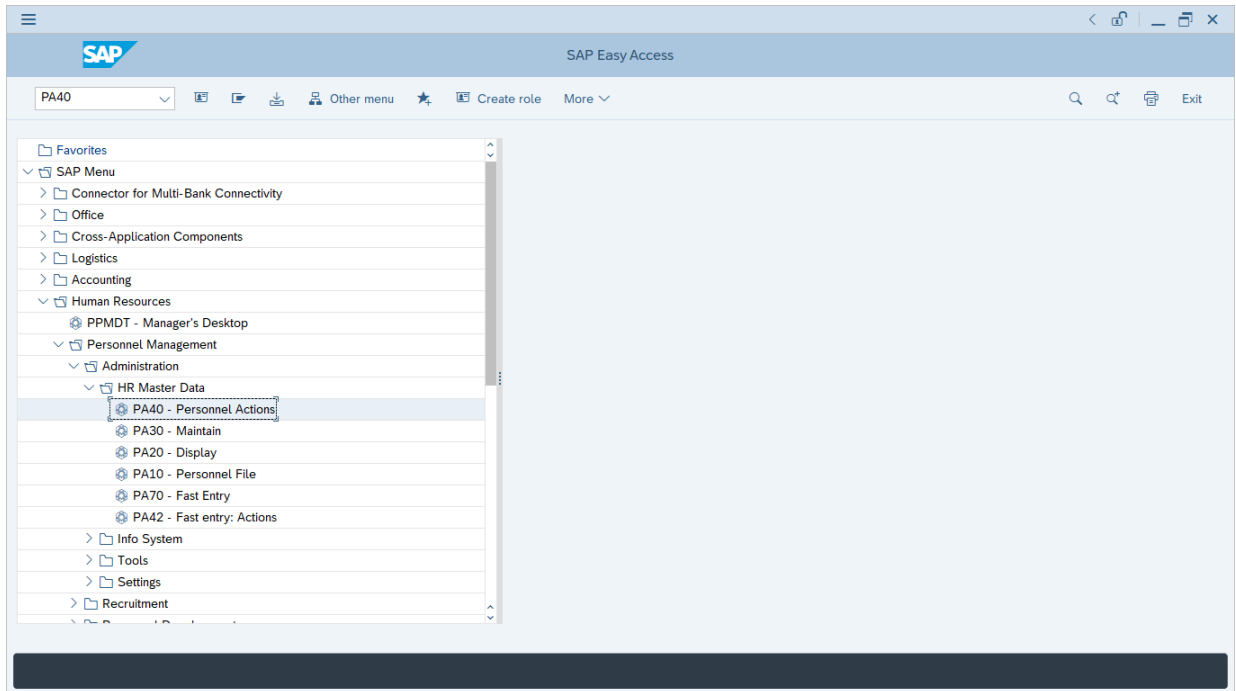 SAP
SAP Easy Access
PA40
Other menu
Create role
More
Exit
Favorites
SAP Menu
Connector for Multi-Bank Connectivity
Office
Cross-Application Components
Logistics
Accounting
Human Resources
PPMDT - Manager's Desktop
Personnel Management
Administration
HR Master Data
PA40 - Personnel Actions
PA30 - Maintain
PA20 - Display
PA10 - Personnel File
PA70 - Fast Entry
PA42 - Fast entry: Actions
Info System
Tools
Settings
Recruitment